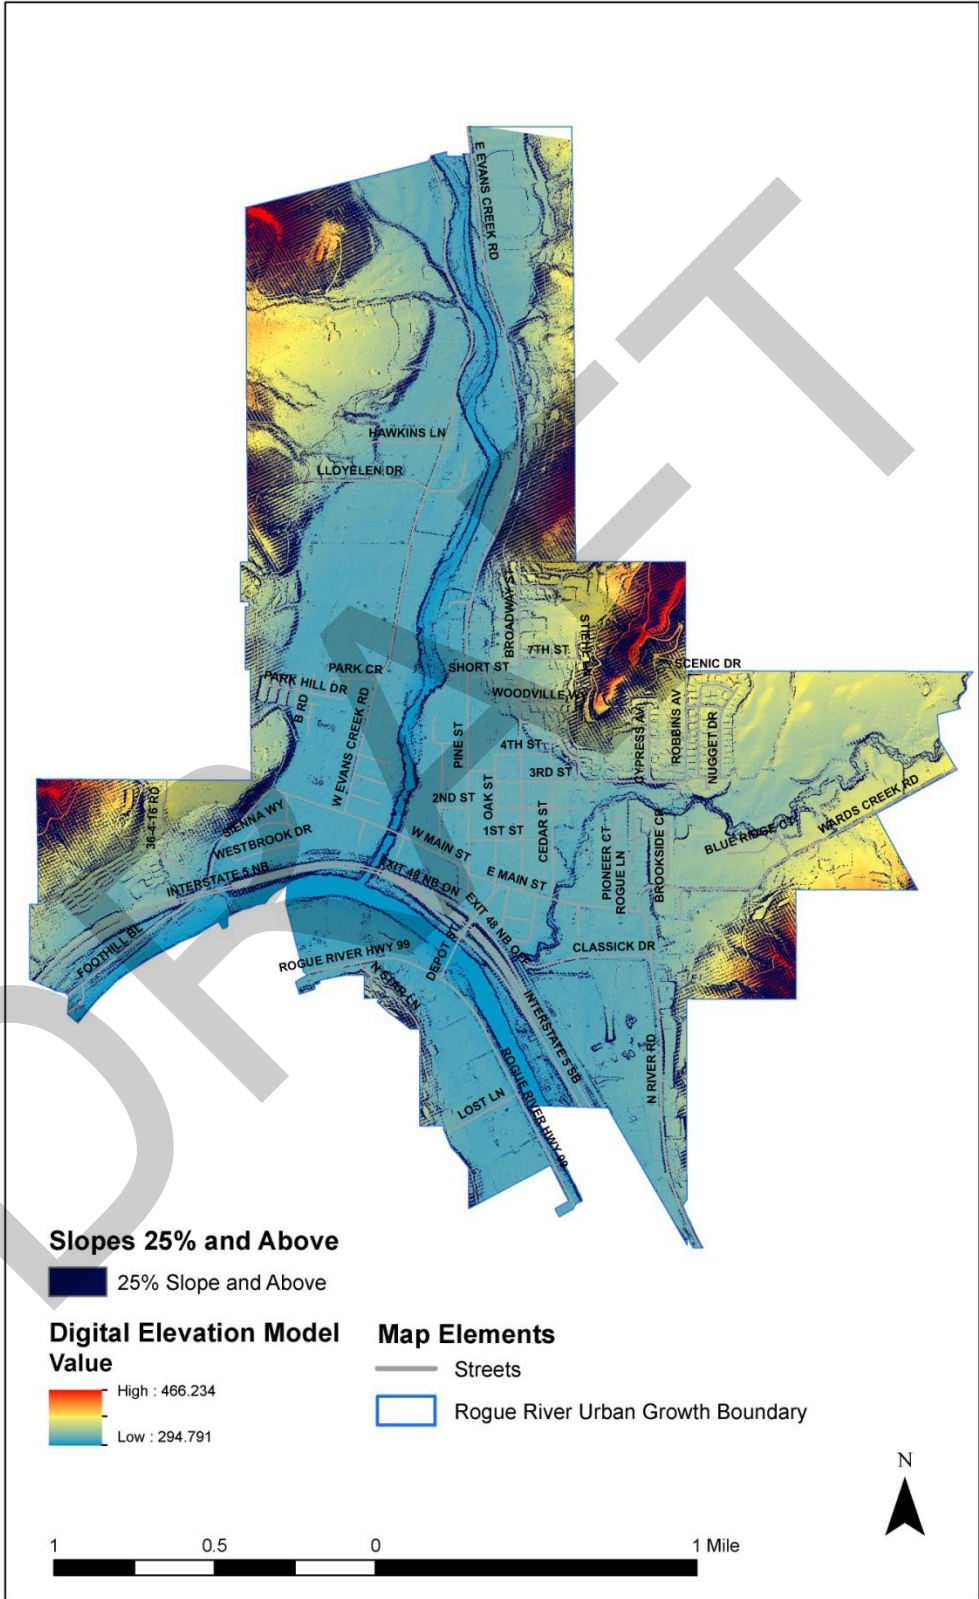 E EVANS CREEK RD
HAWKINS LN
LLOYELEN DR
BROADWAY ST
7TH ST
SHORT ST
SCENIC DR
PARK CR
PARK HILL DR
B RD
W EVANS CREEK RD
WOODVILLE WY
CYPRESS AV
ROBBINS AV
NUGGET DR
PINE ST
4TH ST
3RD ST
OAK ST
2ND ST
1ST ST
CEDAR ST
36-4-16 RD
SIENNA WY
WESTBROOK DR
W MAIN ST
E MAIN ST
PIONEER CT
ROGUE LN
BROOKSIDE CR
BLUE RIDGE CT
WARDS CREEK RD
INTERSTATE 5 NB
EXIT 48 NB ON
EXIT 48 NB OFF
FOOTHILL BL
ROGUE RIVER HWY 99
N STAR LN
DEPOT ST
CLASSICK DR
INTERSTATE 5 SB
N RIVER RD
LOST LN
ROGUE RIVER HWY 99
DRAFT
Slopes 25% and Above
25% Slope and Above
Digital Elevation Model
Value
High : 466.234
Low : 294.791
Map Elements
Streets
Rogue River Urban Growth Boundary
N
1 0.5 0 1 Mile